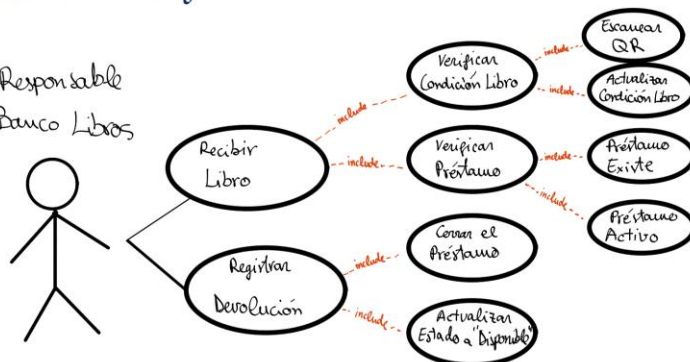 Responsable
Banco Libros
Recibir
Libro
Registrar
Devolución
include
include
include
include
Verificar
Condición Libro
Verificar
Préstamo
Cerrar el
Préstamo
Actualizar
Estado a "Disponible"
include
include
include
include
Escanear
QR
Actualizar
Condición Libro
Préstamo
Existe
Préstamo
Activo